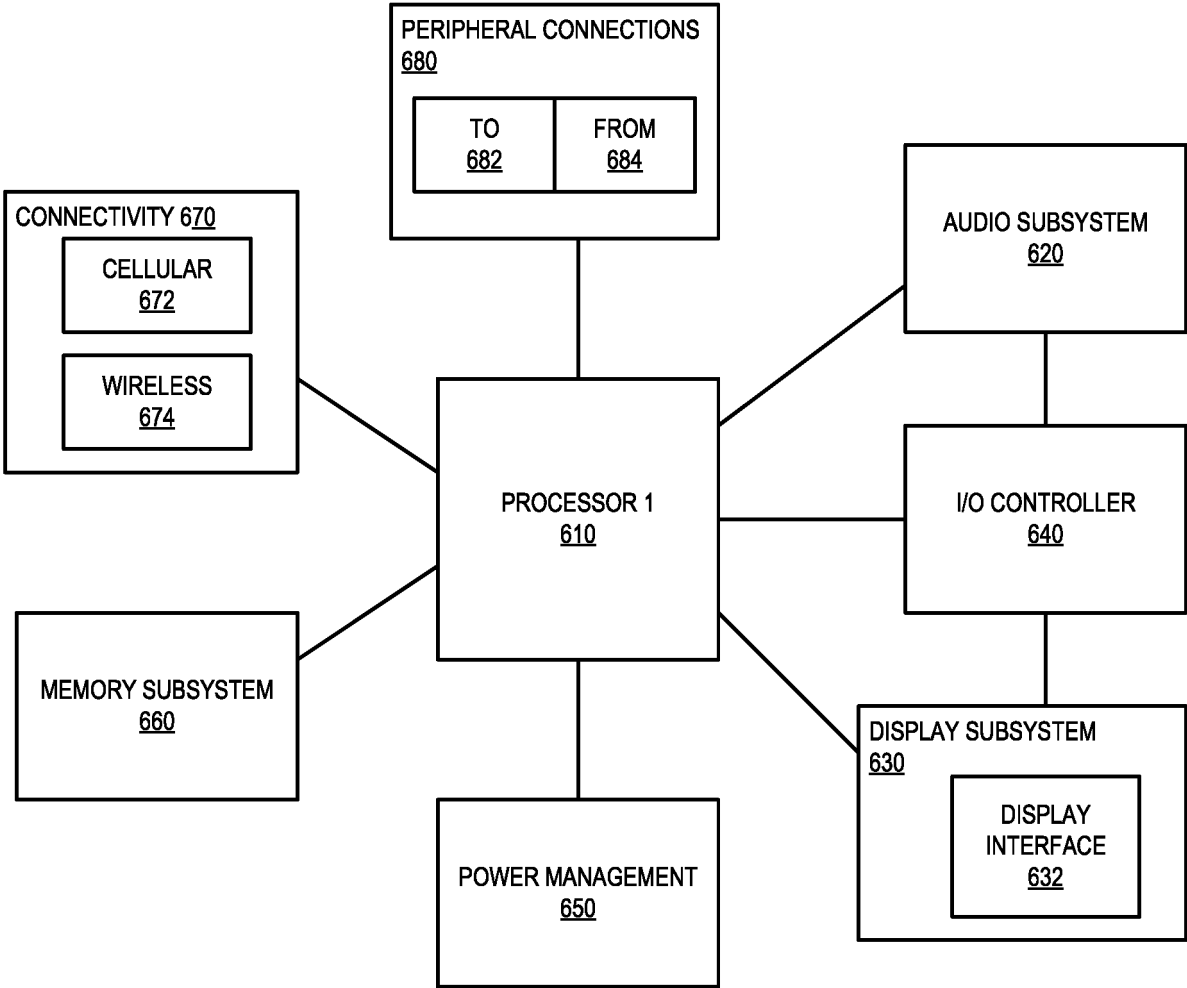 PERIPHERAL CONNECTIONS
680
TO
682
FROM
684
CONNECTIVITY 670
CELLULAR
672
WIRELESS
674
AUDIO SUBSYSTEM
620
PROCESSOR 1
610
I/O CONTROLLER
640
MEMORY SUBSYSTEM
660
DISPLAY SUBSYSTEM
630
DISPLAY
INTERFACE
632
POWER MANAGEMENT
650